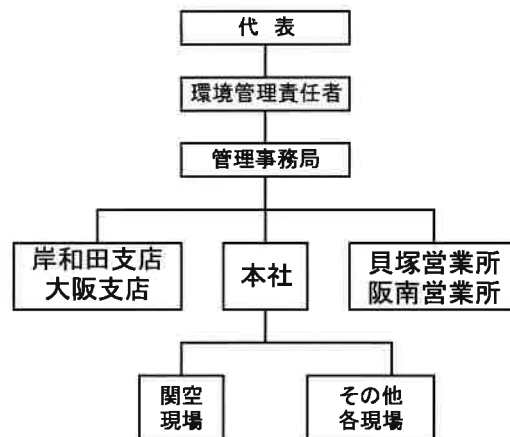 代 表
環境管理責任者
管理事務局
岸和田支店
大阪支店
本社
貝塚営業所
阪南営業所
関空
現場
その他
各現場